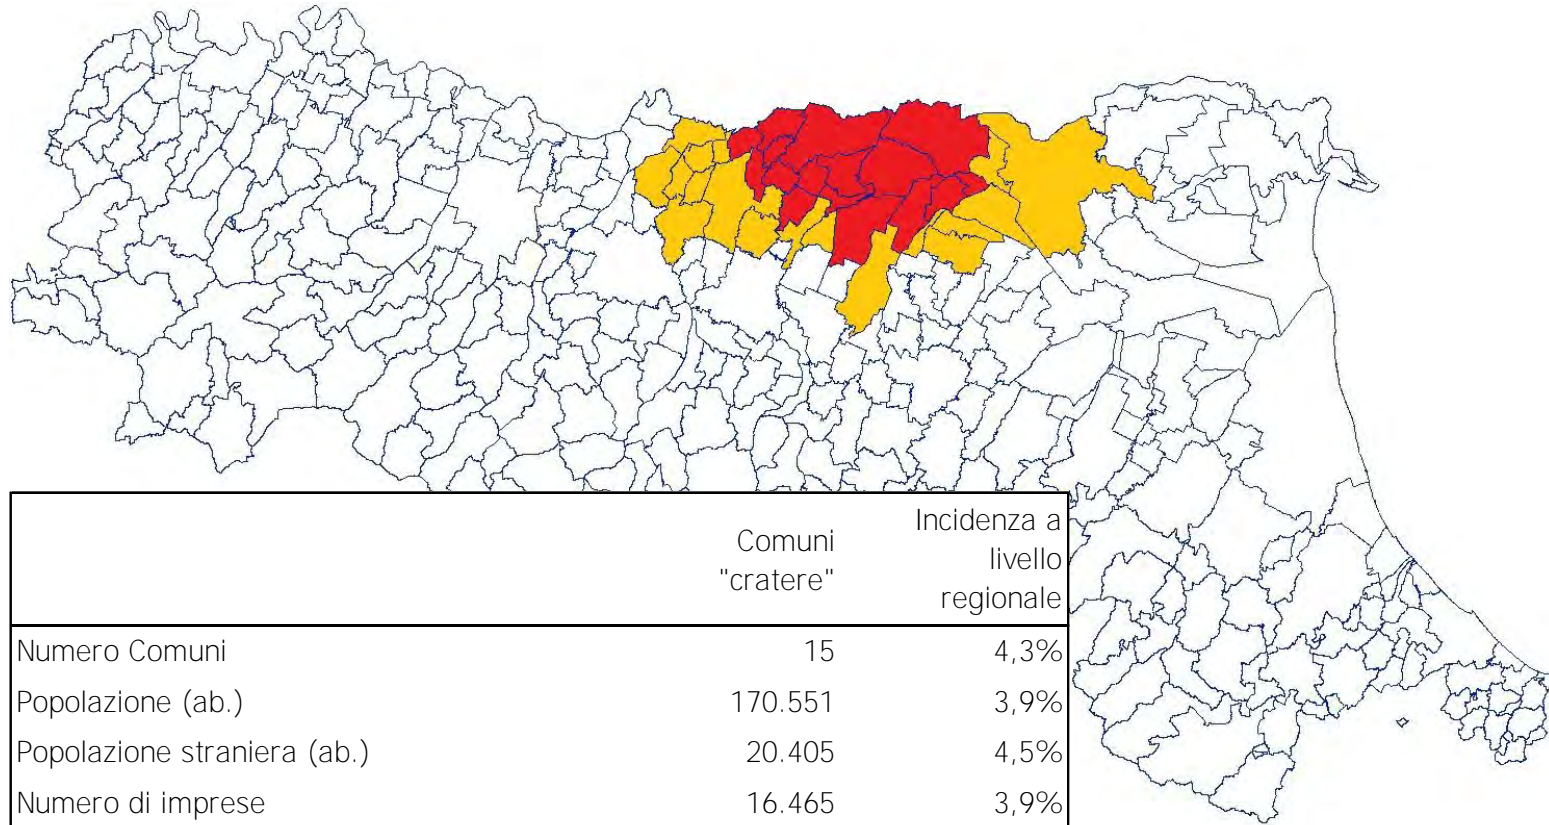 Comuni
"cratere"
Incidenza a
livello
regionale
Numero Comuni 15 4,3%
Popolazione (ab.) 170.551 3,9%
Popolazione straniera (ab.) 20.405 4,5%
Numero di imprese 16.465 3,9%